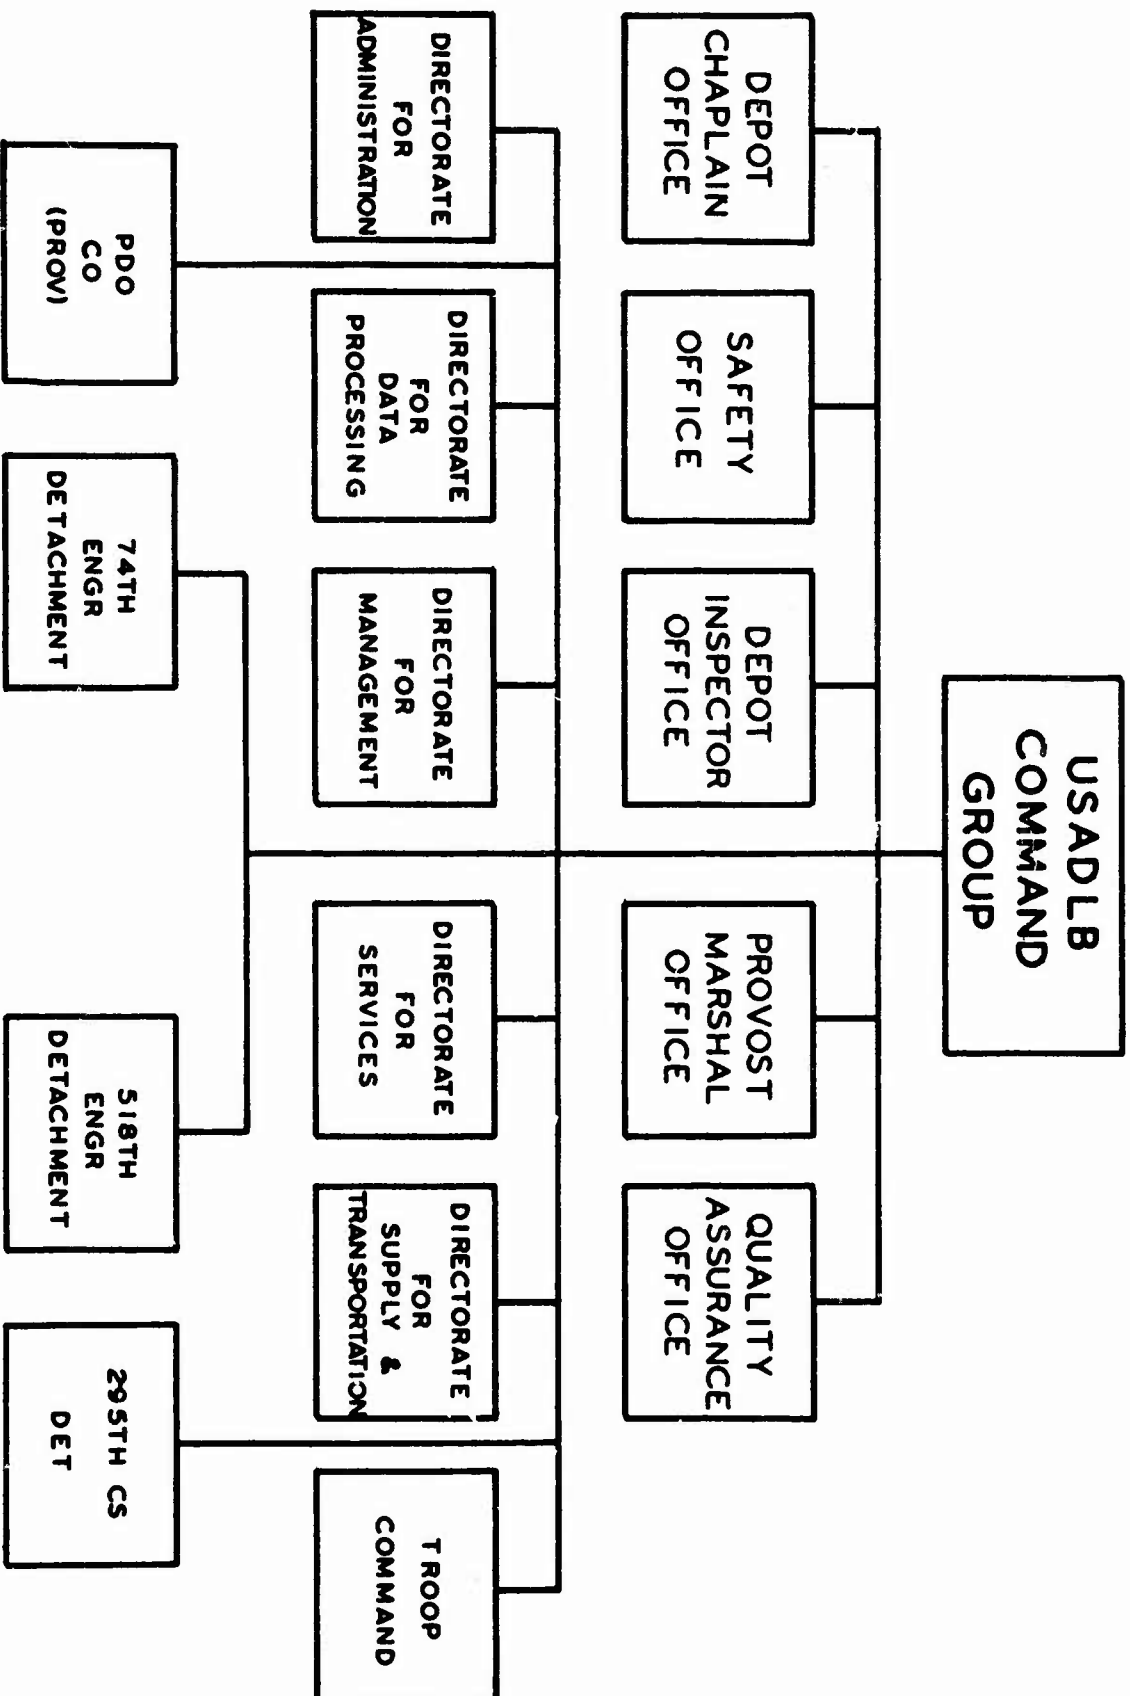 USADLB
COMMAND
GROUP
DEPOT
CHAPLAIN
OFFICE
SAFETY
OFFICE
DEPOT
INSPECTOR
OFFICE
PROVOST
MARSHAL
OFFICE
QUALITY
ASSURANCE
OFFICE
DIRECTORATE
FOR
ADMINISTRATION
DIRECTORATE
FOR
DATA
PROCESSING
DIRECTORATE
FOR
MANAGEMENT
DIRECTORATE
FOR
SERVICES
DIRECTORATE
FOR
SUPPLY &
TRANSPORTATION
TROOP
COMMAND
PDO
CO
(PROV)
74TH
ENGR
DETACHMENT
518TH
ENGR
DETACHMENT
295TH CS
DET